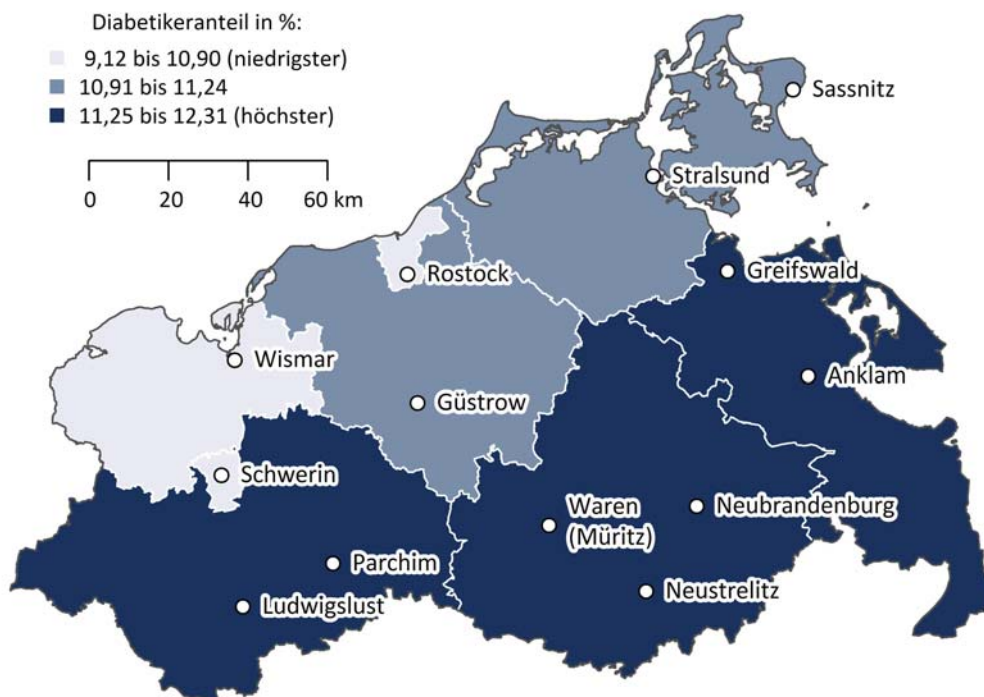 Diabetikeranteil in %:
9,12 bis 10,90 (niedrigster)
10,91 bis 11,24
11,25 bis 12,31 (höchster)
0 20 40 60 km
Sassnitz
Stralsund
Rostock
Greifswald
Wismar
Anklam
Güstrow
Schwerin
Waren
(Müritz)
Neubrandenburg
Parchim
Neustrelitz
Ludwigslust